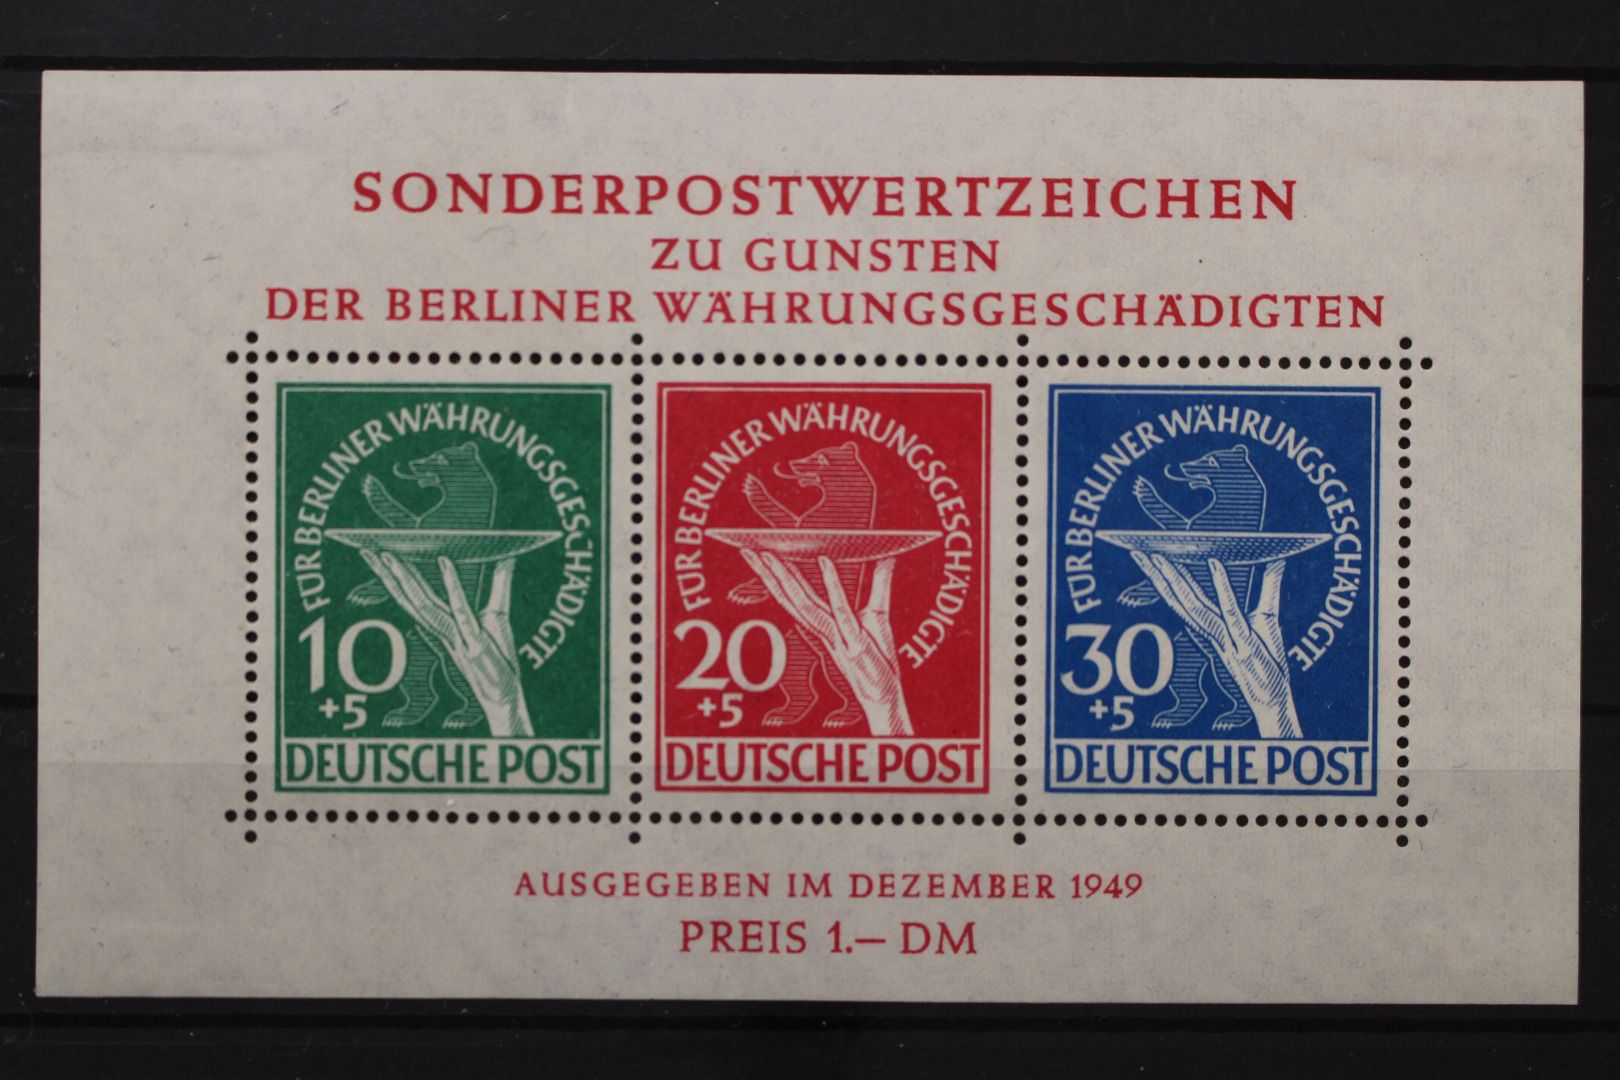 SONDERPOSTWERTZEICHEN
ZU GUNSTEN
DER BERLINER WÄHRUNGSGESCHÄDIGTEN
FÜR BERLINER WÄHRUNGSGESCHÄDIGTE
10
+5
DEUTSCHE POST
FÜR BERLINER WÄHRUNGSGESCHÄDIGTE
20
+5
DEUTSCHE POST
FÜR BERLINER WÄHRUNGSGESCHÄDIGTE
30
+5
DEUTSCHE POST
AUSGEGEBEN IM DEZEMBER 1949
PREIS 1.— DM